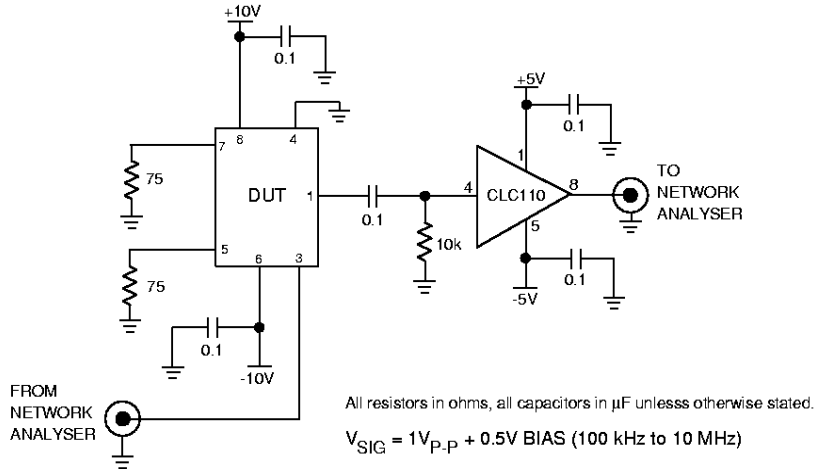 +10V
0.1
+5V
0.1
8
4
7
75
DUT
1
0.1
1
4
CLC110
8
TO
NETWORK
ANALYSER
5
10k
5
6
3
75
0.1
-5V
0.1
-10V
FROM
NETWORK
ANALYSER
All resistors in ohms, all capacitors in µF unlesss otherwise stated.
VSIG = 1VP-P + 0.5V BIAS (100 kHz to 10 MHz)